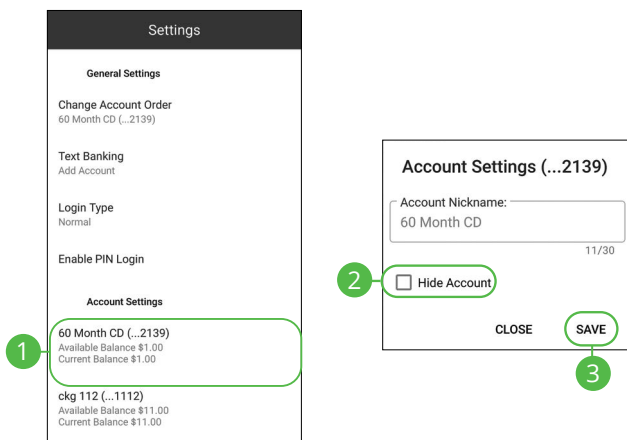 Settings
General Settings
Change Account Order
60 Month CD (...2139)
Text Banking
Add Account
Login Type
Normal
Enable PIN Login
Account Settings
1
60 Month CD (...2139)
Available Balance $1.00
Current Balance $1.00
ckg 112 (...1112)
Available Balance $11.00
Current Balance $11.00
Account Settings (...2139)
Account Nickname:
60 Month CD
11/30
2
Hide Account
CLOSE SAVE
3